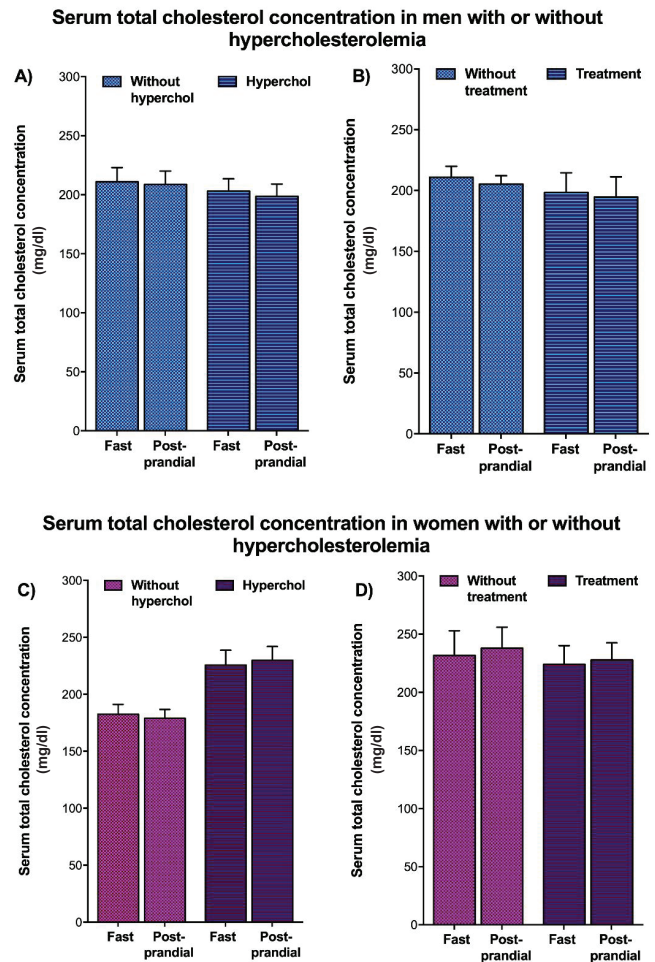 Serum total cholesterol concentration in men with or without
hypercholesterolemia
A)
Without
hyperchol
Hyperchol
Serum total cholesterol concentration
(mg/dl)
300
250
200
150
100
50
0
Fast
Post-
prandial
Fast
Post-
prandial
B)
Without
treatment
Treatment
Serum total cholesterol concentration
(mg/dl)
300
250
200
150
100
50
0
Fast
Post-
prandial
Fast
Post-
prandial
Serum total cholesterol concentration in women with or without
hypercholesterolemia
C)
Without
hyperchol
Hyperchol
Serum total cholesterol concentration
(mg/dl)
300
250
200
150
100
50
0
Fast
Post-
prandial
Fast
Post-
prandial
D)
Without
treatment
Treatment
Serum total cholesterol concentration
(mg/dl)
300
250
200
150
100
50
0
Fast
Post-
prandial
Fast
Post-
prandial